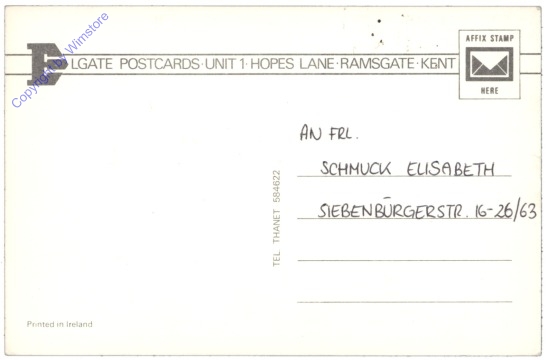 Copyright by Wimstore
ELGATE POSTCARDS·UNIT 1·HOPES LANE·RAMSGATE·KENT
AFFIX STAMP
HERE
AN FRL.
SCHMUCK ELISABETH
SIEBENBÜRGERSTR. 16-26/63
TEL THANET 584622
Printed in Ireland